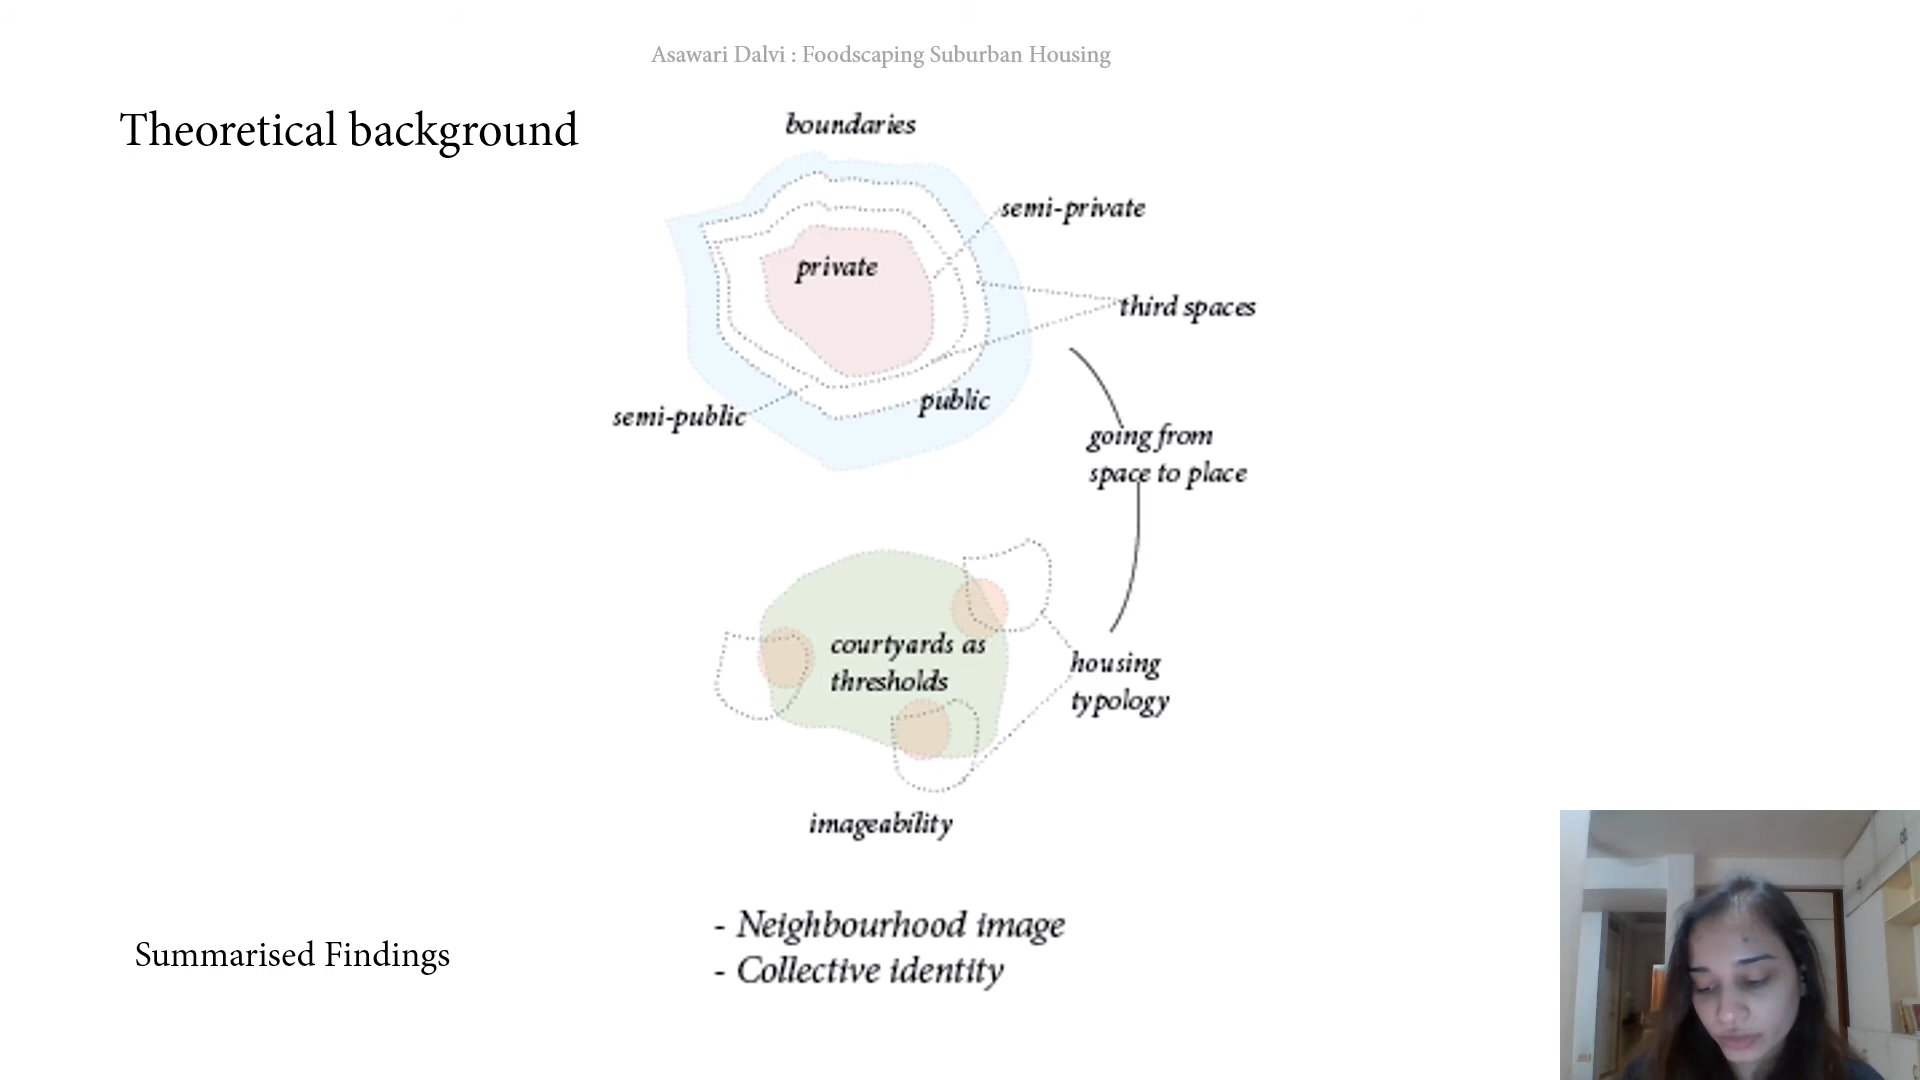 Asawari Dalvi : Foodscaping Suburban Housing
Theoretical background
boundaries
semi-private
private
third spaces
public
semi-public
going from
space to place
courtyards as
thresholds
housing
typology
imageability
- Neighbourhood image
- Collective identity
Summarised Findings